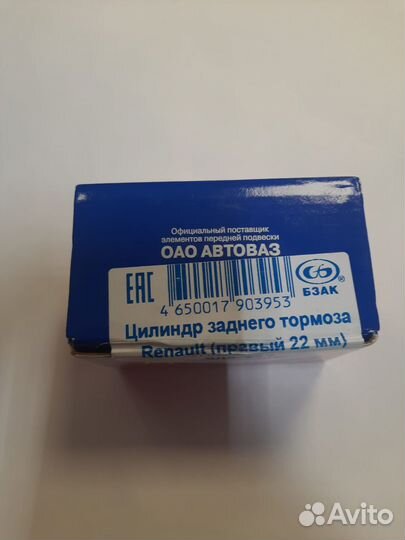 Официальный поставщик
элементов передней подвески
ОАО АВТОВАЗ
EAC
БЗАК ®
4 650017 903953
Цилиндр заднего тормоза
Renault (правый 22 мм)
Avito